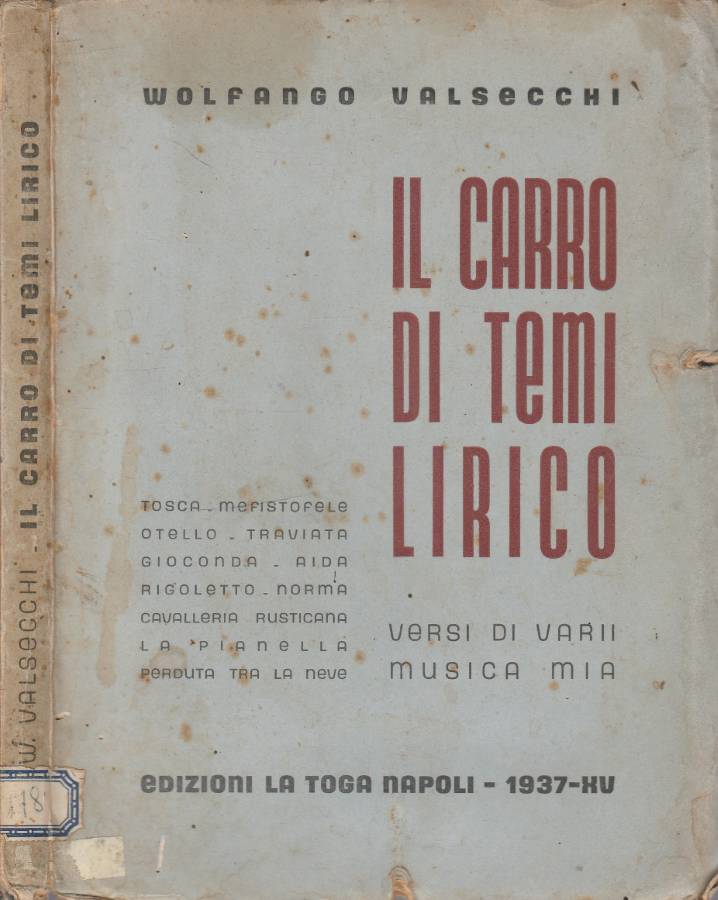 WOLFANGO VALSECCHI
IL CARRO
DI TEMI
LIRICO
TOSCA - MEFISTOFELE
OTELLO - TRAVIATA
GIOCONDA - AIDA
RIGOLETTO - NORMA
CAVALLERIA RUSTICANA
LA PIANELLA
PERDUTA TRA LA NEVE
VERSI DI VARII
MUSICA MIA
EDIZIONI LA TOGA NAPOLI - 1937-XV
W. VALSECCHI - IL CARRO DI TEMI LIRICO